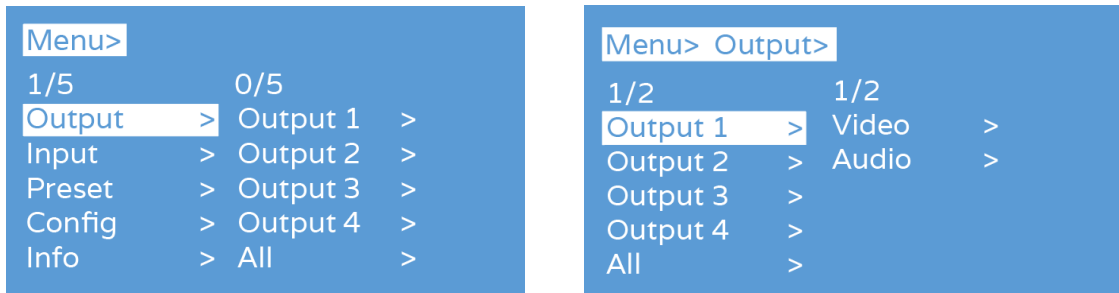 Menu>
1/5 0/5
Output > Output 1 >
Input > Output 2 >
Preset > Output 3 >
Config > Output 4 >
Info > All >
Menu> Output>
1/2 1/2
Output 1 > Video >
Output 2 > Audio >
Output 3 >
Output 4 >
All >